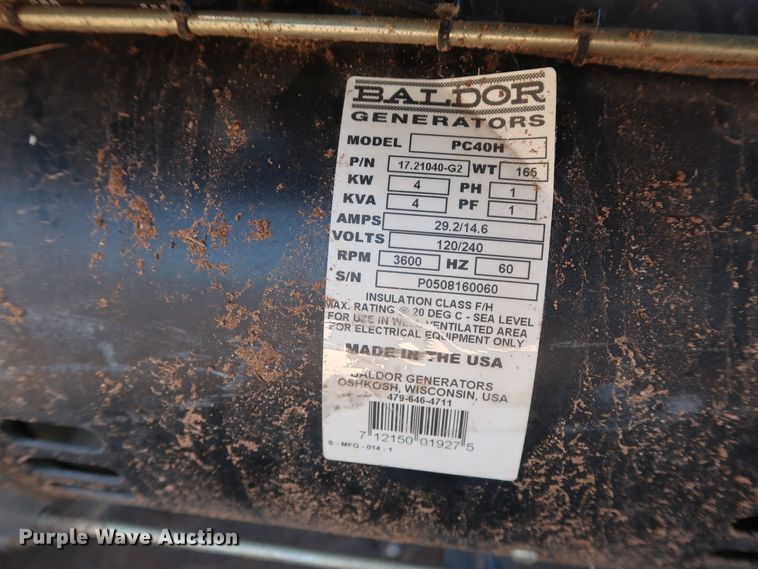 BALDOR
GENERATORS
MODEL PC40H
P/N 17.21040-G2 WT 165
KW 4 PH 1
KVA 4 PF 1
AMPS 29.2/14.6
VOLTS 120/240
RPM 3600 HZ 60
S/N P0508160060
INSULATION CLASS F/H
MAX. RATING @ 20 DEG C - SEA LEVEL
FOR USE IN WELL VENTILATED AREA
FOR ELECTRICAL EQUIPMENT ONLY
MADE IN THE USA
BALDOR GENERATORS
OSHKOSH, WISCONSIN, USA
479-646-4711
7 12150 01927 5
S - MFG - 014 - 1
Purple Wave Auction